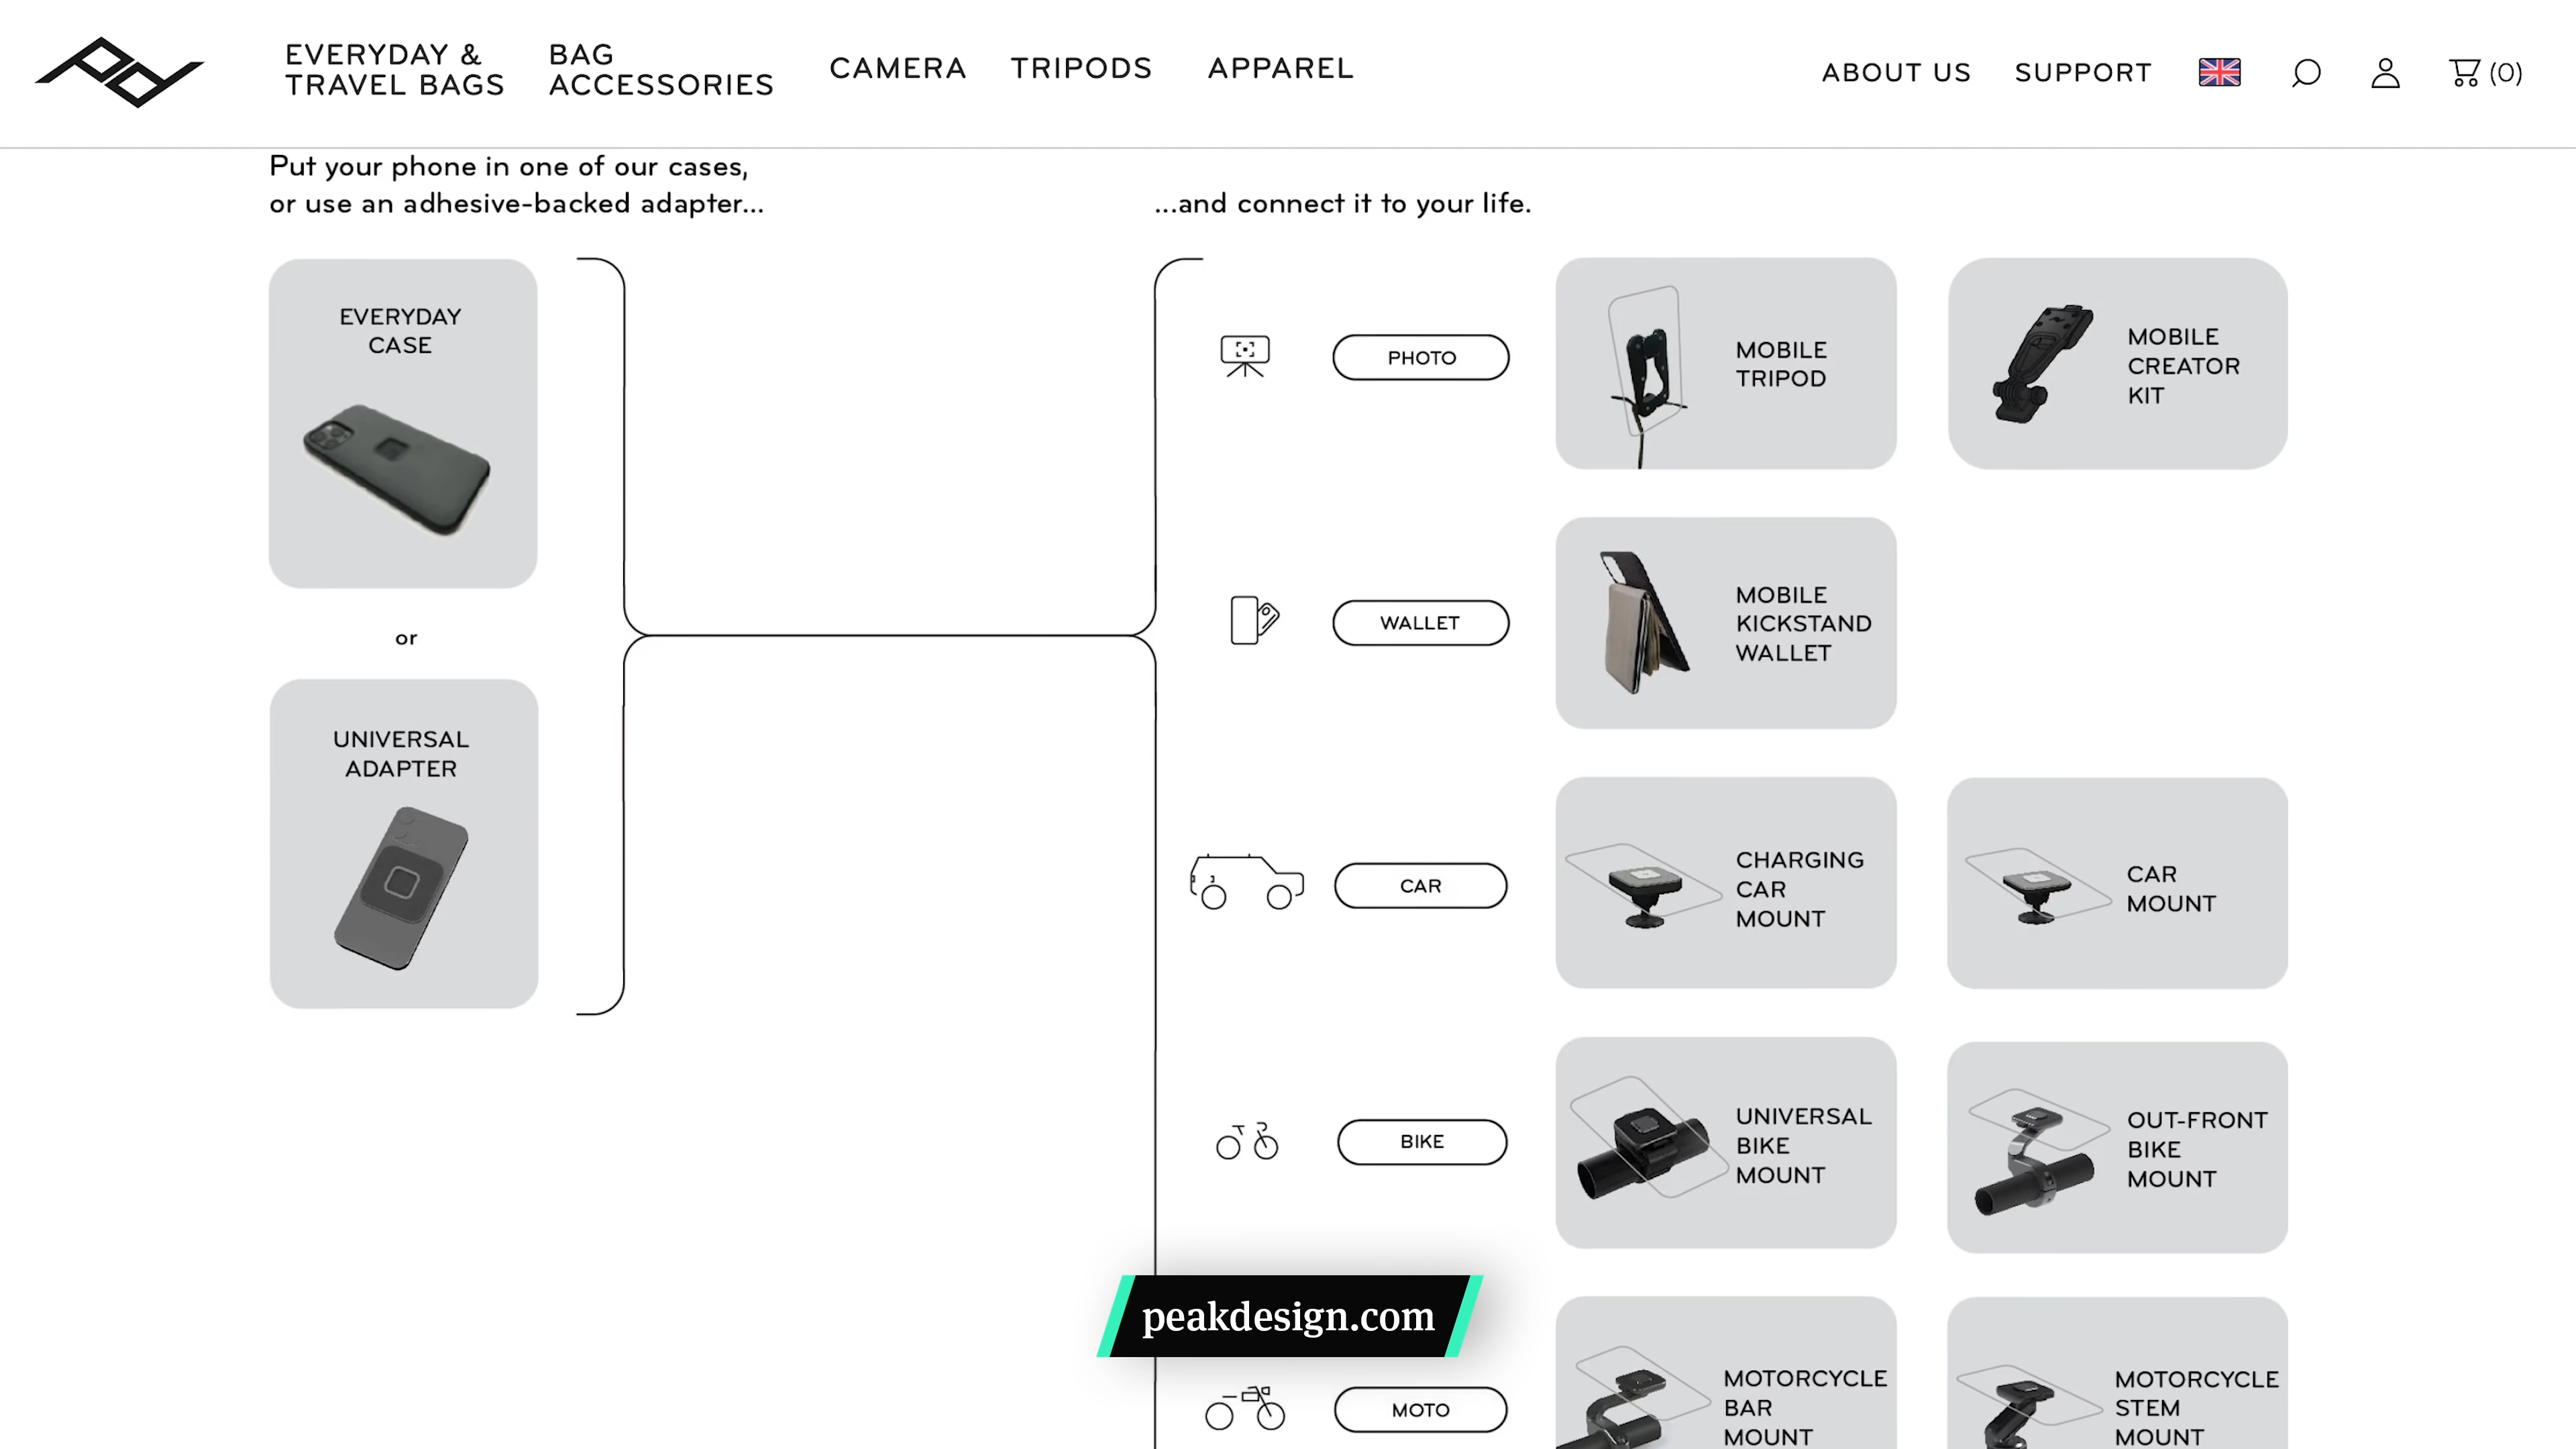 EVERYDAY &
TRAVEL BAGS
BAG
ACCESSORIES
CAMERA
TRIPODS
APPAREL
ABOUT US
SUPPORT
(0)
Put your phone in one of our cases,
or use an adhesive-backed adapter...
...and connect it to your life.
EVERYDAY
CASE
or
UNIVERSAL
ADAPTER
PHOTO
MOBILE
TRIPOD
MOBILE
CREATOR
KIT
WALLET
MOBILE
KICKSTAND
WALLET
CAR
CHARGING
CAR
MOUNT
CAR
MOUNT
BIKE
UNIVERSAL
BIKE
MOUNT
OUT-FRONT
BIKE
MOUNT
peakdesign.com
MOTO
MOTORCYCLE
BAR
MOUNT
MOTORCYCLE
STEM
MOUNT